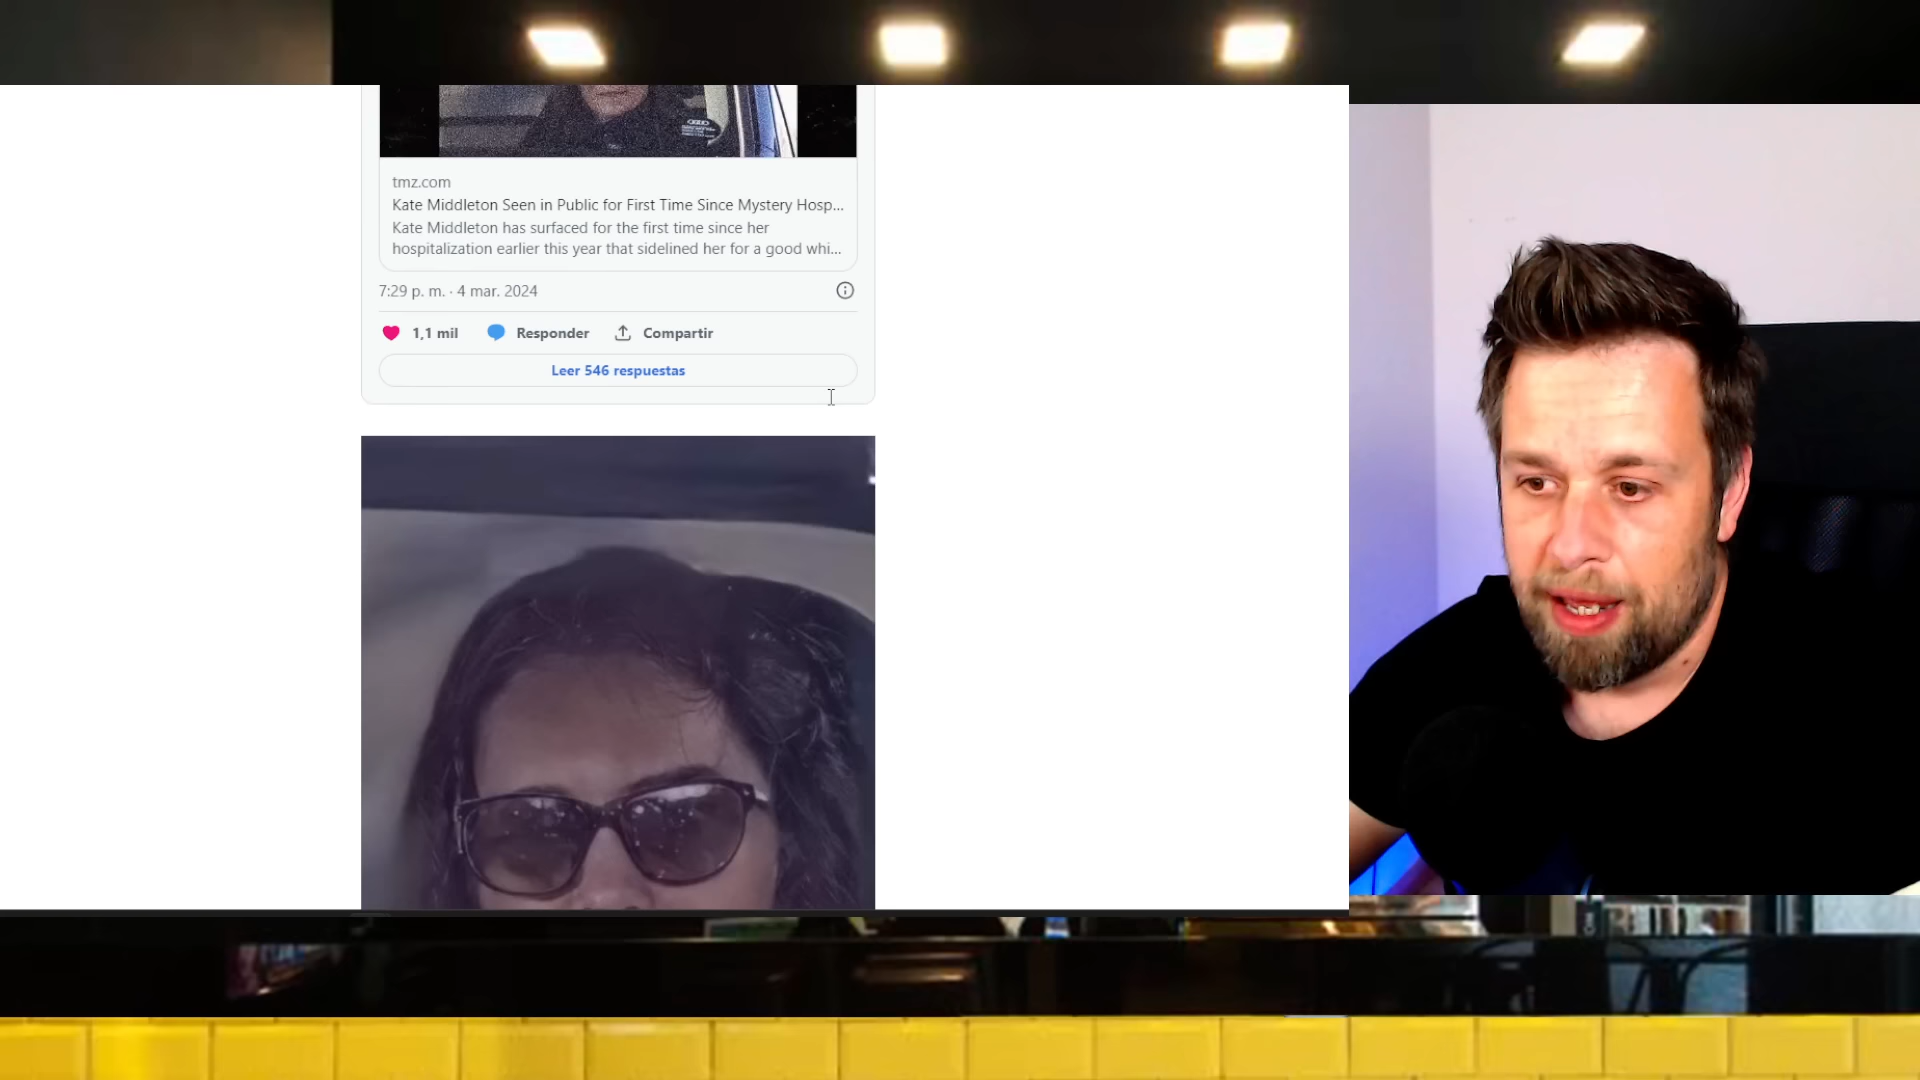 tmz.com
Kate Middleton Seen in Public for First Time Since Mystery Hosp...
Kate Middleton has surfaced for the first time since her
hospitalization earlier this year that sidelined her for a good whi...
7:29 p. m. · 4 mar. 2024
1,1 mil Responder Compartir
Leer 546 respuestas